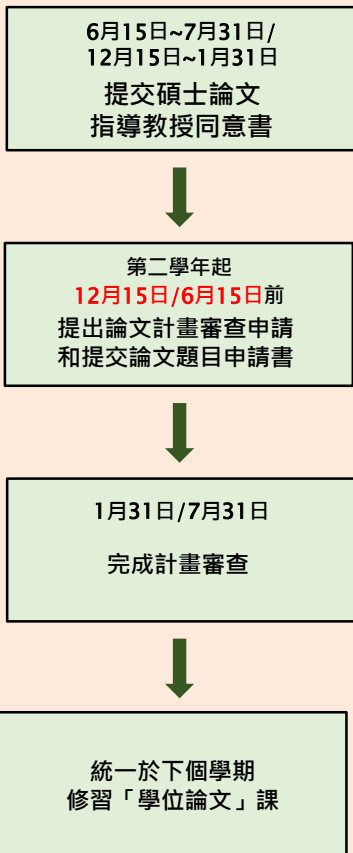 6月15日~7月31日/
12月15日~1月31日
提交碩士論文
指導教授同意書
第二學年起
12月15日/6月15日前
提出論文計畫審查申請
和提交論文題目申請書
1月31日/7月31日
完成計畫審查
統一於下個學期
修習「學位論文」課